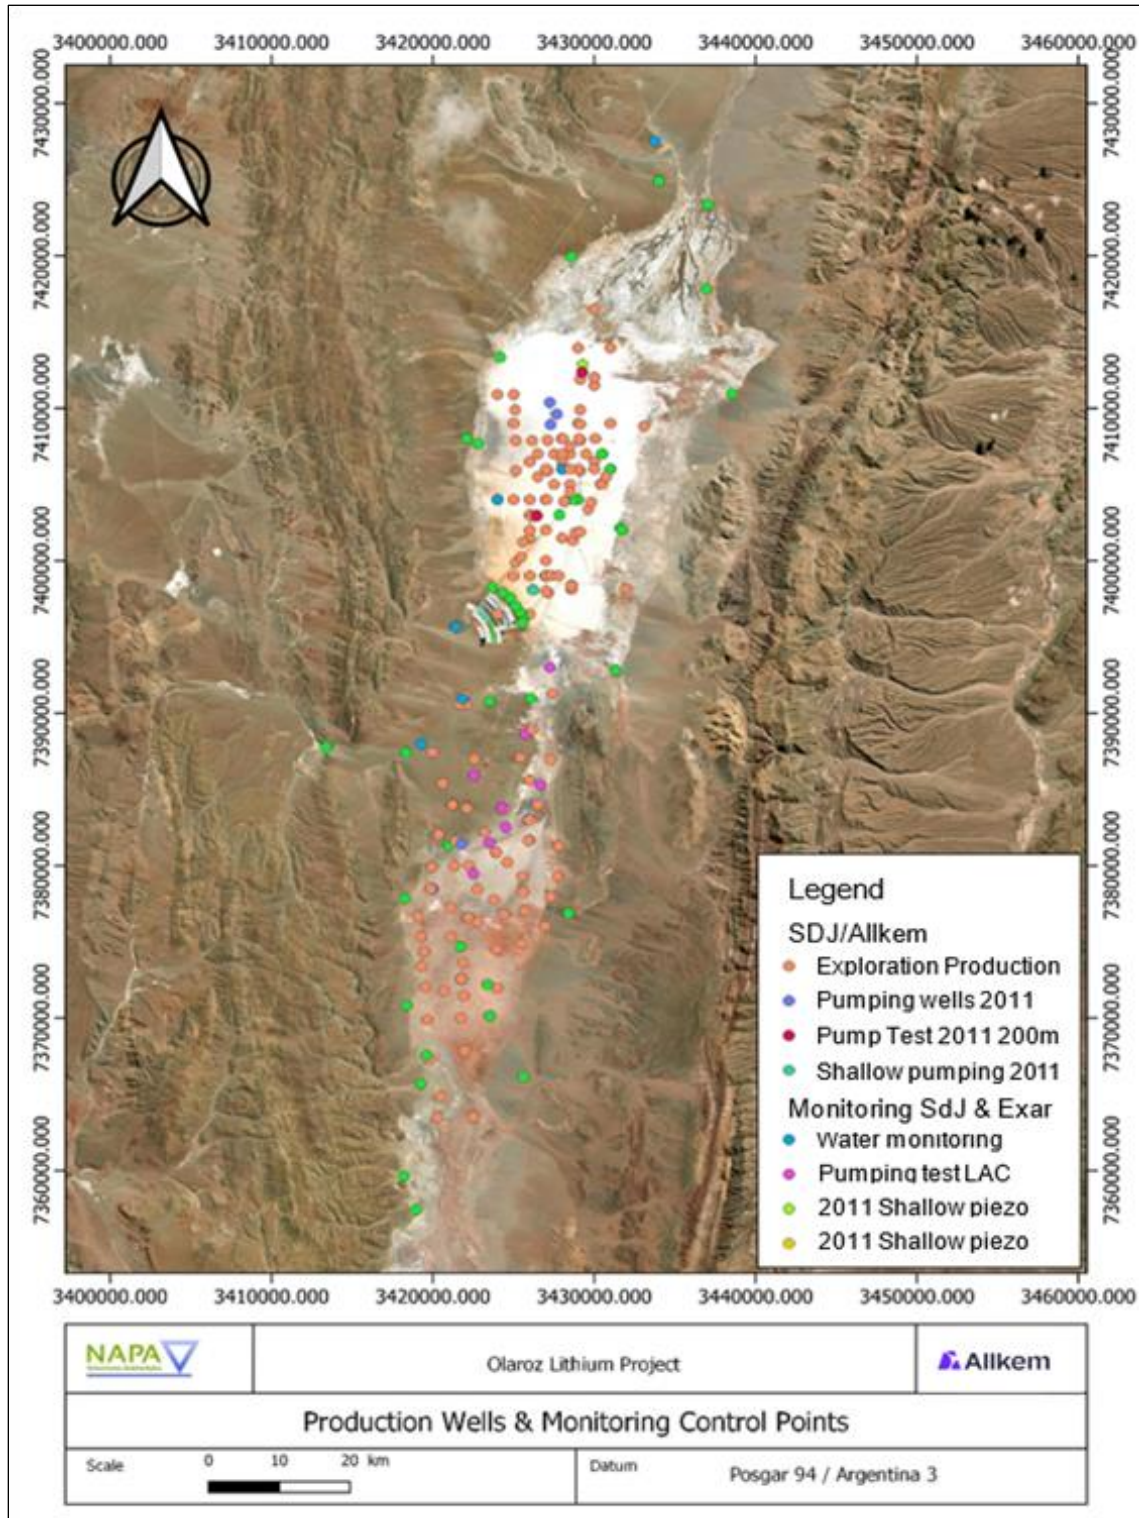 3400000.000 3410000.000 3420000.000 3430000.000 3440000.000 3450000.000 3460000.000
7430000.000 7430000.000
7420000.000 7420000.000
7410000.000 7410000.000
7400000.000 7400000.000
7390000.000 7390000.000
7380000.000 7380000.000
7370000.000 7370000.000
7360000.000 7360000.000
Legend
SDJ/Allkem
Exploration Production
Pumping wells 2011
Pump Test 2011 200m
Shallow pumping 2011
Monitoring SdJ & Exar
Water monitoring
Pumping test LAC
2011 Shallow piezo
2011 Shallow piezo
3400000.000 3410000.000 3420000.000 3430000.000 3440000.000 3450000.000 3460000.000
NAPA
Olaroz Lithium Project
Allkem
Production Wells & Monitoring Control Points
Scale
0 10 20 km
Datum
Posgar 94 / Argentina 3